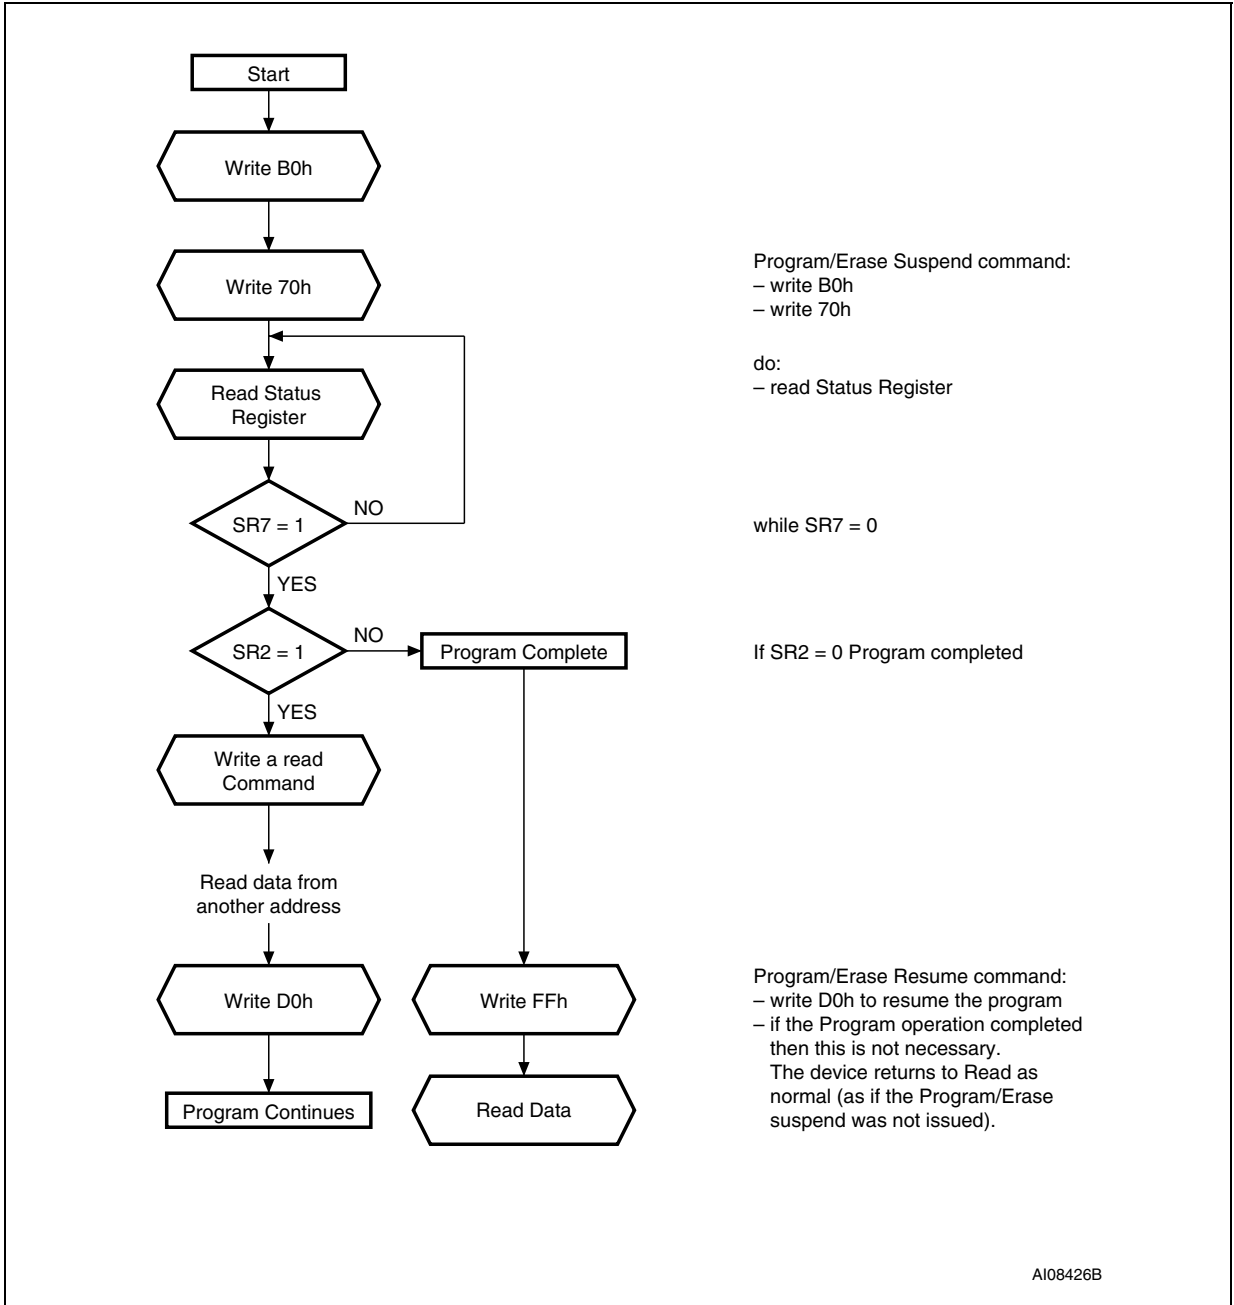 Start
Write B0h
Write 70h
Program/Erase Suspend command:
– write B0h
– write 70h
do:
– read Status Register
Read Status
Register
NO
SR7 = 1
while SR7 = 0
YES
NO
SR2 = 1
Program Complete
If SR2 = 0 Program completed
YES
Write a read
Command
Read data from
another address
Write D0h
Write FFh
Program/Erase Resume command:
– write D0h to resume the program
– if the Program operation completed
then this is not necessary.
The device returns to Read as
normal (as if the Program/Erase
suspend was not issued).
Program Continues
Read Data
AI08426B